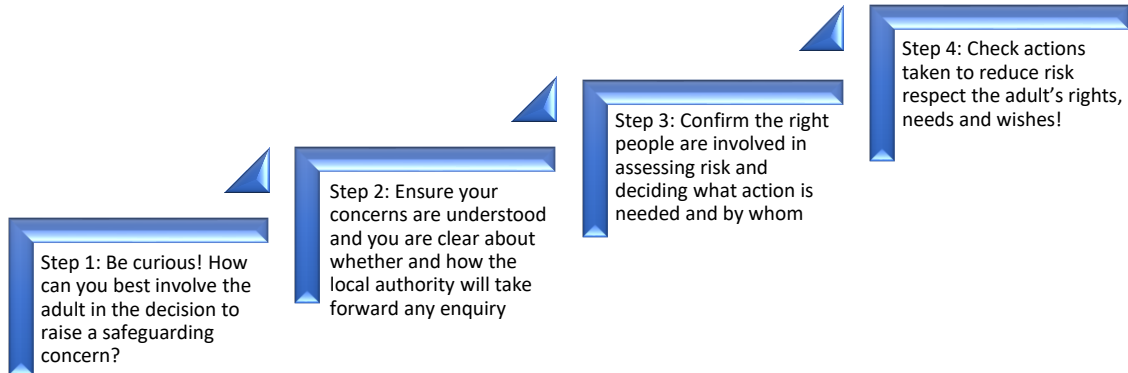 Step 1: Be curious! How
can you best involve the
adult in the decision to
raise a safeguarding
concern?
Step 2: Ensure your
concerns are understood
and you are clear about
whether and how the
local authority will take
forward any enquiry
Step 3: Confirm the right
people are involved in
assessing risk and
deciding what action is
needed and by whom
Step 4: Check actions
taken to reduce risk
respect the adult’s rights,
needs and wishes!